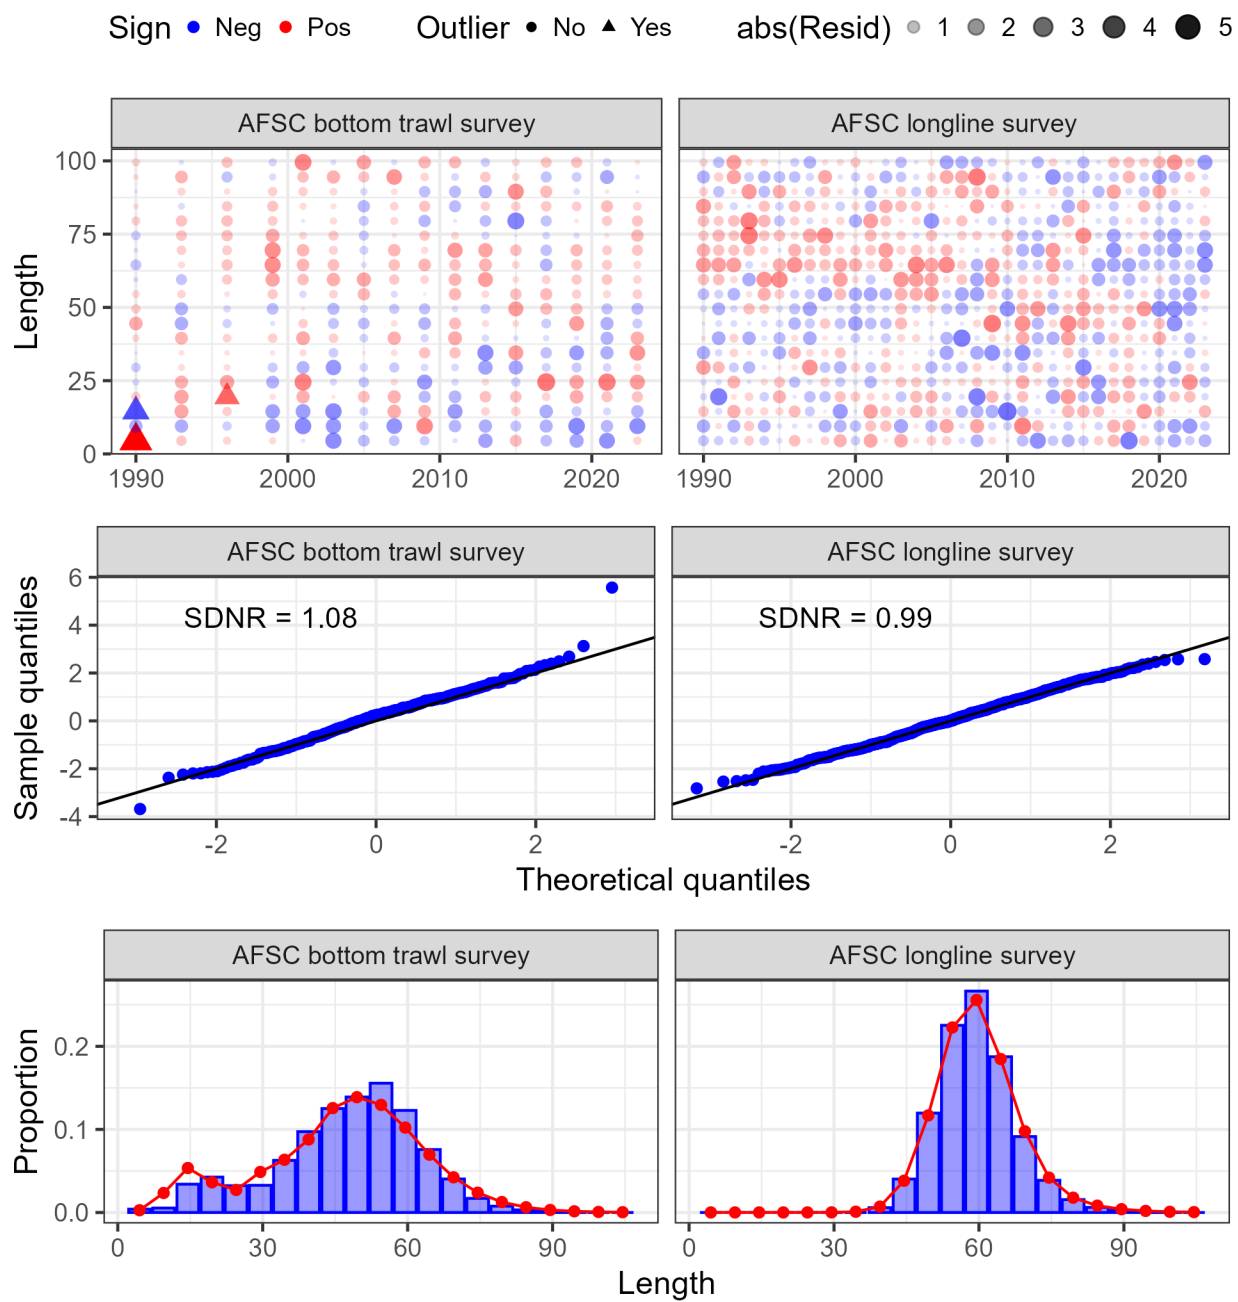 Sign Neg Pos Outlier No Yes abs(Resid) 1 2 3 4 5
AFSC bottom trawl survey AFSC longline survey
Length
100
75
50
25
0
1990 2000 2010 2020 1990 2000 2010 2020
AFSC bottom trawl survey AFSC longline survey
Sample quantiles
6
4
2
0
-2
-4
SDNR = 1.08 SDNR = 0.99
-2 0 2 -2 0 2
Theoretical quantiles
AFSC bottom trawl survey AFSC longline survey
Proportion
0.2
0.1
0.0
0 30 60 90 0 30 60 90
Length